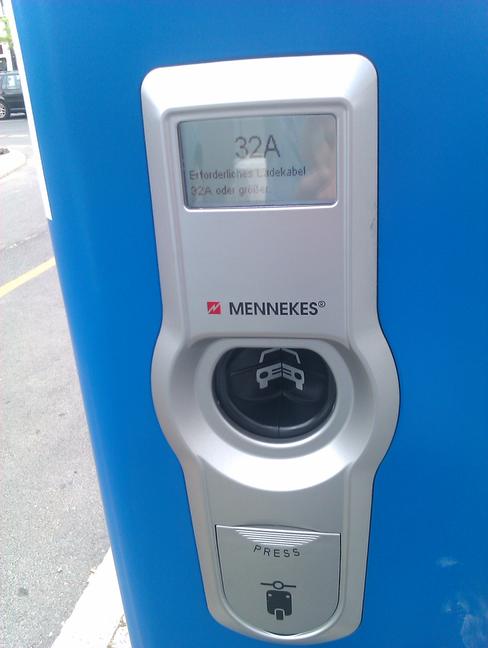 32A
Erforderliches Ladekabel
32A oder größer.
MENNEKES®
PRESS